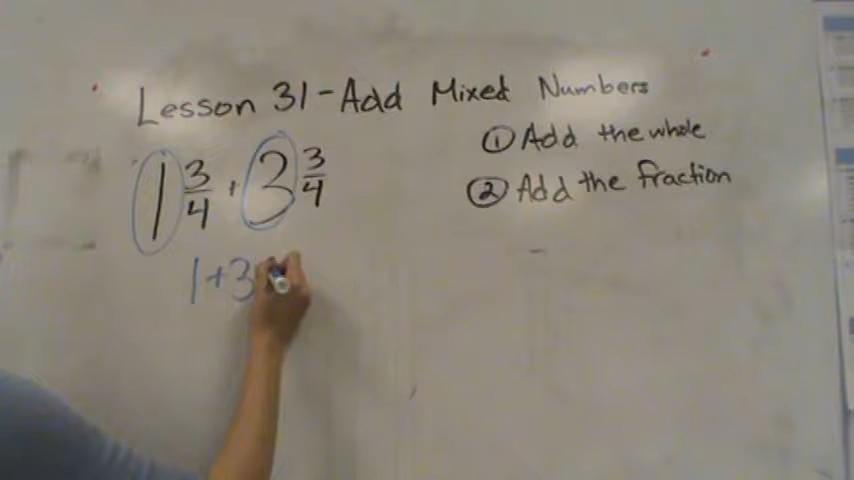 Lesson 31 - Add Mixed Numbers
① Add the whole
② Add the fraction
1 3/4 + 3 3/4
1+3